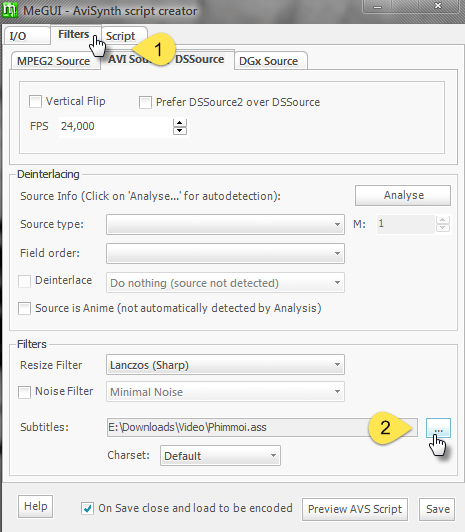 MeGUI - AviSynth script creator
I/O Filters Script
1
MPEG2 Source AVI Sou DSSource DGx Source
Vertical Flip Prefer DSSource2 over DSSource
FPS 24,000
Deinterlacing
Source Info (Click on 'Analyse...' for autodetection): Analyse
Source type: M: 1
Field order:
Deinterlace Do nothing (source not detected)
Source is Anime (not automatically detected by Analysis)
Filters
Resize Filter Lanczos (Sharp)
Noise Filter Minimal Noise
Subtitles: E:\Downloads\Video\Phimmoi.ass 2 ...
Charset: Default
Help On Save close and load to be encoded Preview AVS Script Save